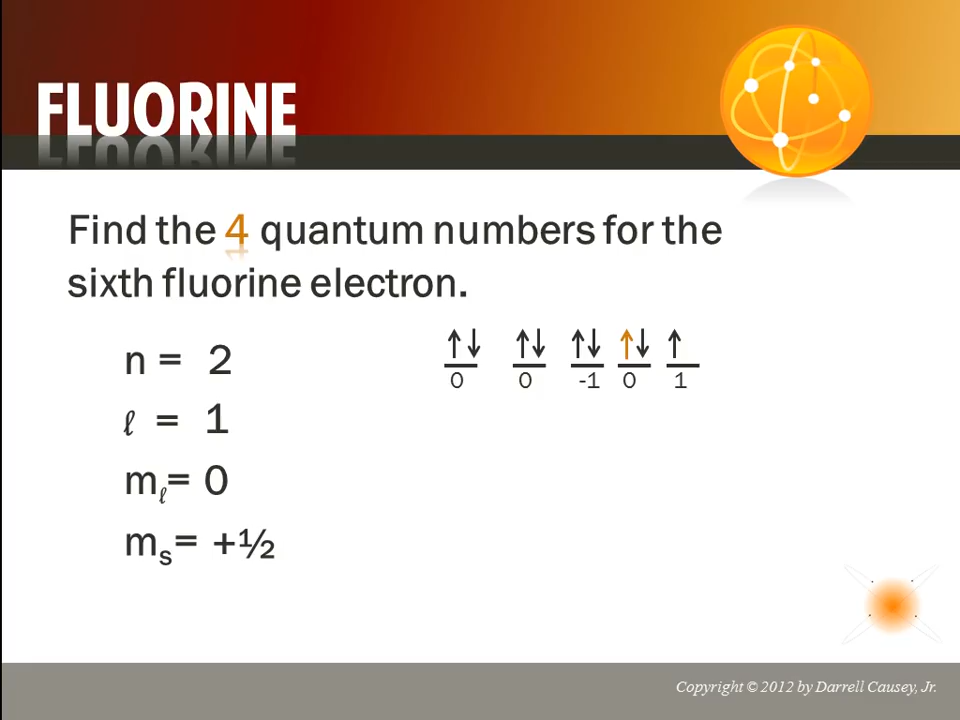 FLUORINE
Find the 4 quantum numbers for the
sixth fluorine electron.
n = 2
ℓ = 1
mℓ= 0
ms= +½
↑↓ ↑↓ ↑↓ ↑↓ ↑
0 0 -1 0 1
Copyright © 2012 by Darrell Causey, Jr.